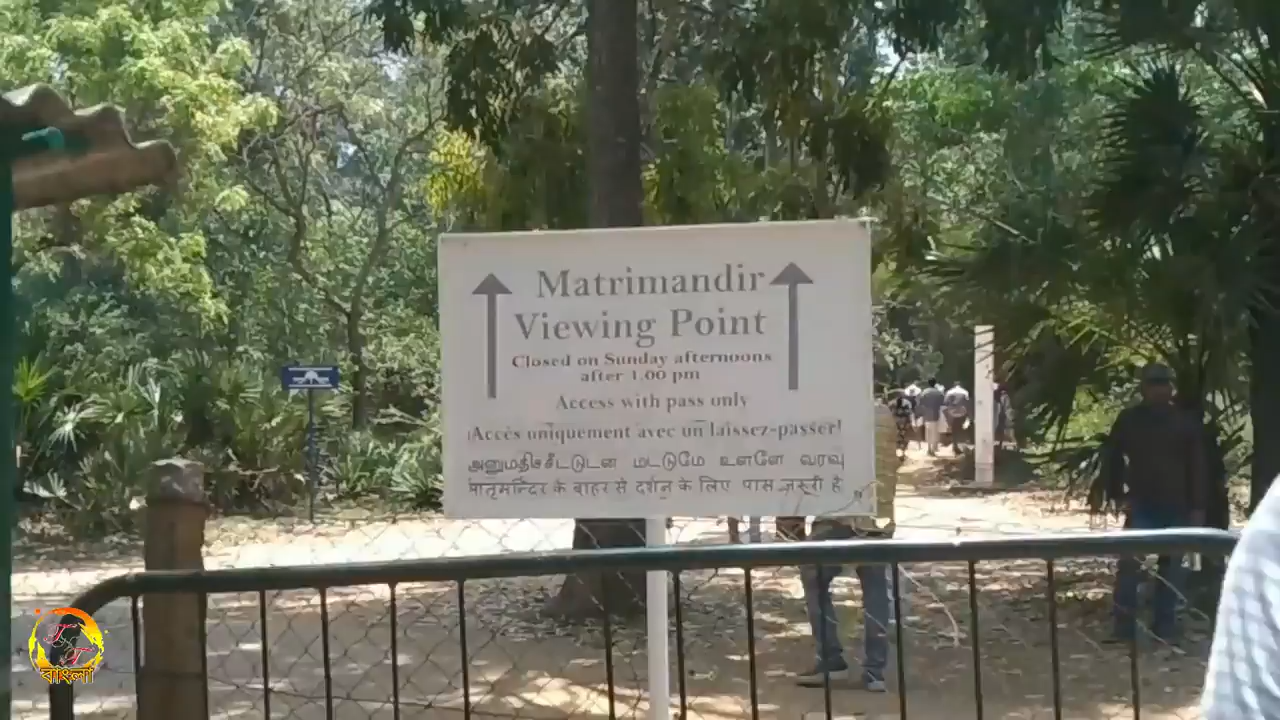 Matrimandir
Viewing Point
Closed on Sunday afternoons
after 1.00 pm
Access with pass only
Accès uniquement avec un laissez-passer!
அனுமதிச்சீட்டுடன் மட்டுமே உள்ளே வரவு
मातृमन्दिर के बाहर से दर्शन के लिए पास ज़रूरी है
বাংলা